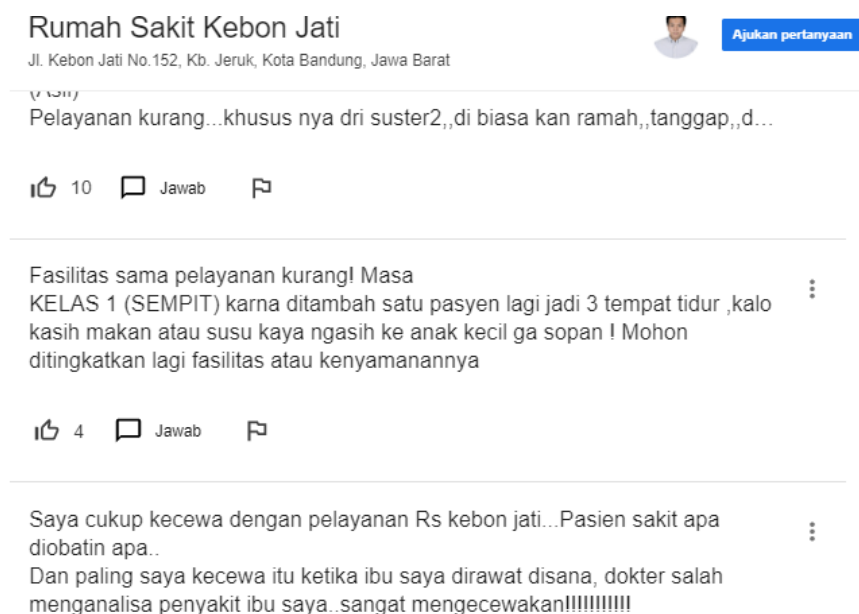 Rumah Sakit Kebon Jati
Ajukan pertanyaan
Jl. Kebon Jati No.152, Kb. Jeruk, Kota Bandung, Jawa Barat
Pelayanan kurang...khusus nya dri suster2,,di biasa kan ramah,,tanggap,,d...
10 Jawab
Fasilitas sama pelayanan kurang! Masa
KELAS 1 (SEMPIT) karna ditambah satu pasyen lagi jadi 3 tempat tidur ,kalo
kasih makan atau susu kaya ngasih ke anak kecil ga sopan ! Mohon
ditingkatkan lagi fasilitas atau kenyamanannya
4 Jawab
Saya cukup kecewa dengan pelayanan Rs kebon jati...Pasien sakit apa
diobatin apa..
Dan paling saya kecewa itu ketika ibu saya dirawat disana, dokter salah
menganalisa penyakit ibu saya..sangat mengecewakan!!!!!!!!!!!